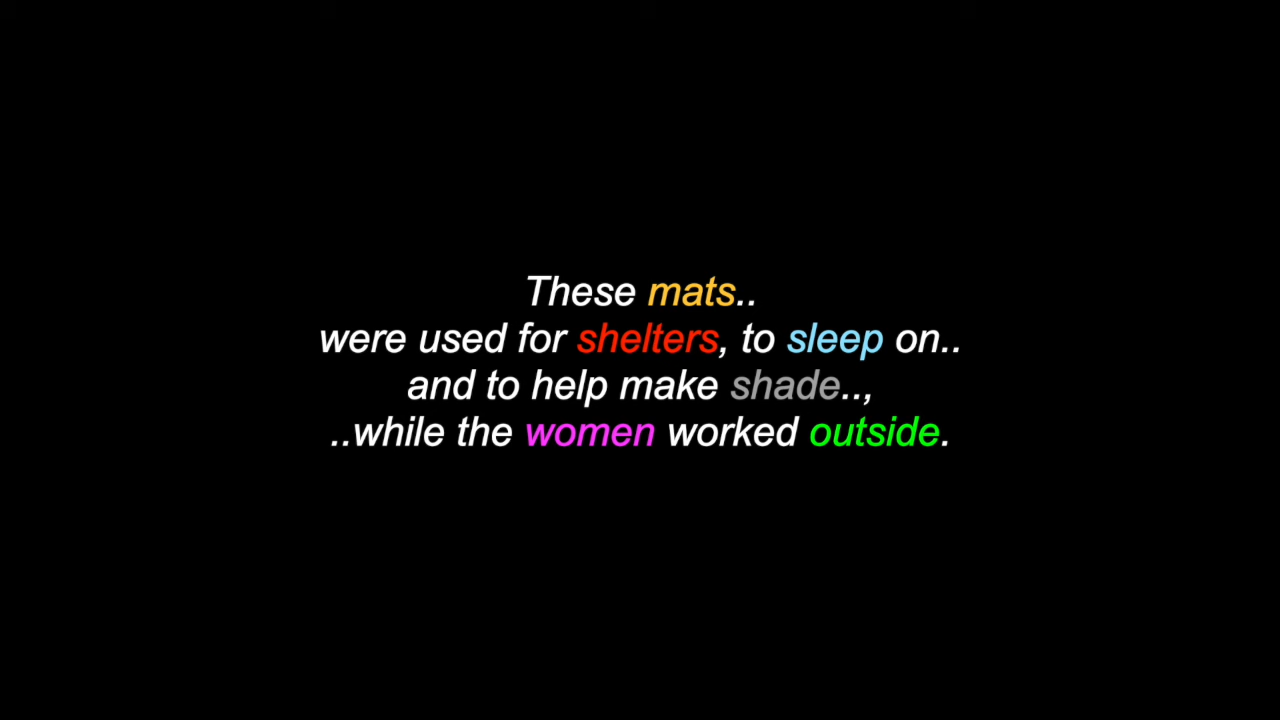 These mats..
were used for shelters, to sleep on..
and to help make shade..,
..while the women worked outside.